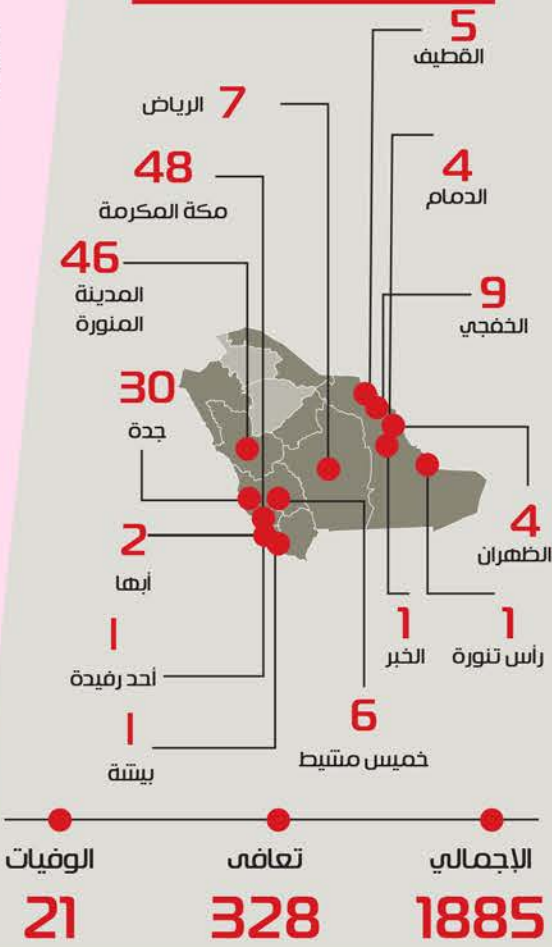 5
القطيف
7 الرياض
4
الدمام
48
مكة المكرمة
46
المدينة
المنورة
9
الخفجي
30
جدة
4
الظهران
2
أبها
1
رأس تنورة
1
الخبر
1
أحد رفيدة
6
خميس مشيط
1
بيشة
الإجمالي
1885
تعافى
328
الوفيات
21